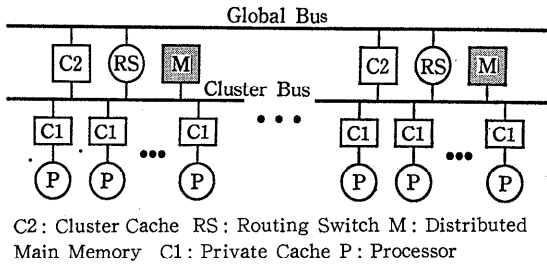 Global Bus
C2 RS M C2 RS M
Cluster Bus
C1 C1 C1 C1 C1 C1
P P P P P P
C2 : Cluster Cache RS : Routing Switch M : Distributed
Main Memory C1 : Private Cache P : Processor